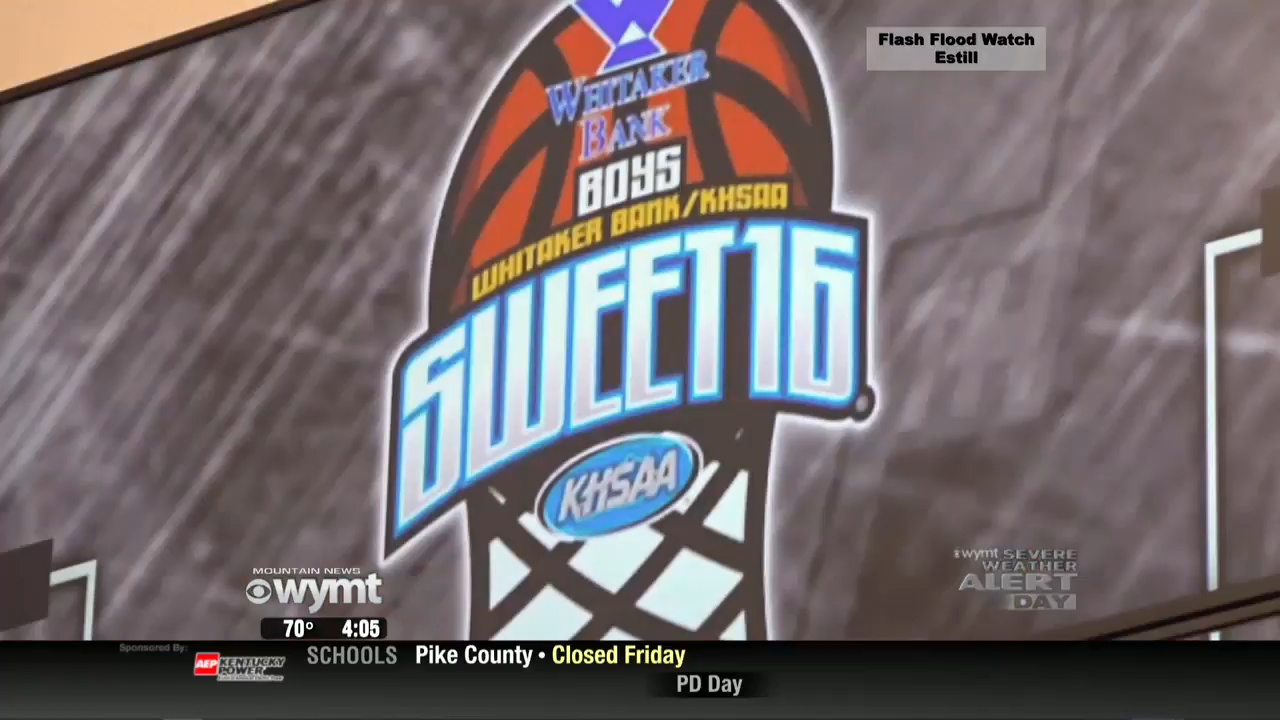 Flash Flood Watch
Estill
WHITAKER
BANK
BOYS
WHITAKER BANK/KHSAA
SWEET16
KHSAA
MOUNTAIN NEWS
wymt
70° 4:05
wymt SEVERE
WEATHER
ALERT
DAY
Sponsored By:
AEP KENTUCKY
POWER
SCHOOLS Pike County • Closed Friday
PD Day